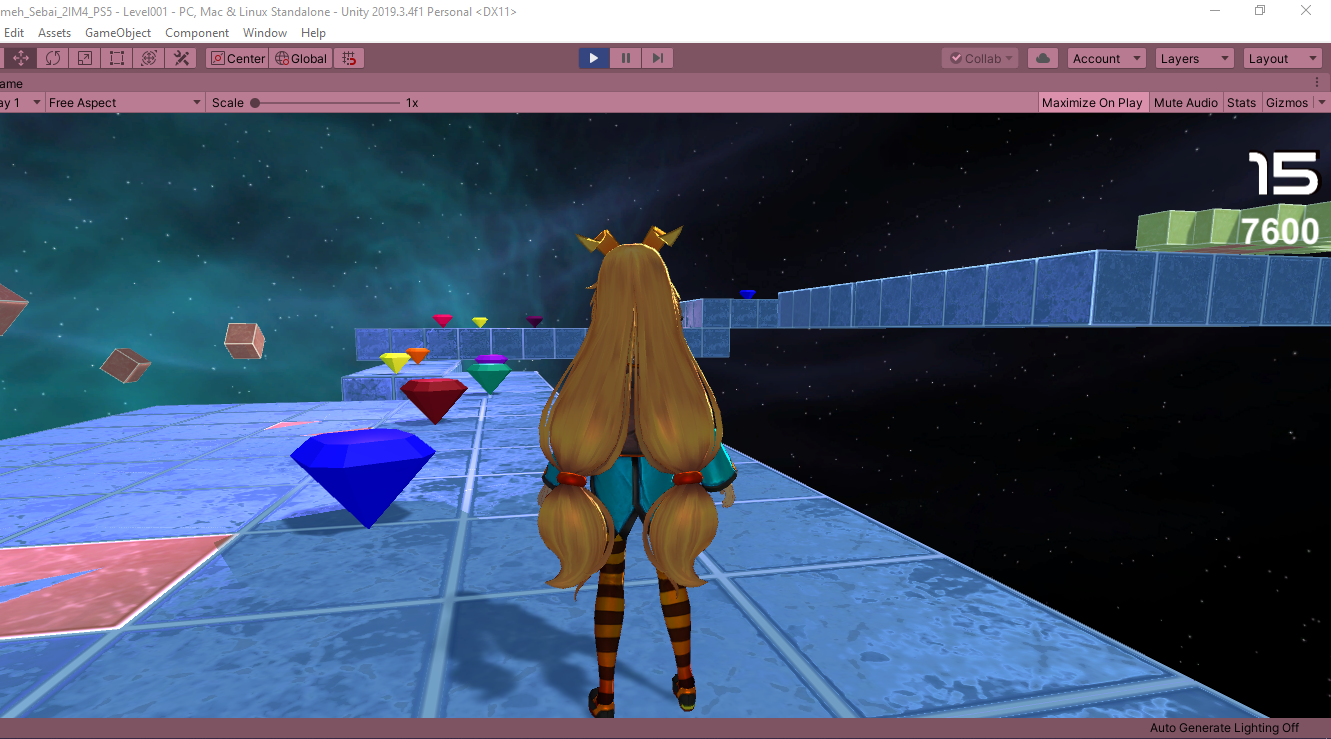 meh_Sebai_2IM4_PS5 - Level001 - PC, Mac & Linux Standalone - Unity 2019.3.4f1 Personal <DX11>
Edit Assets GameObject Component Window Help
Center Global Collab Account Layers Layout
ame
ay 1 Free Aspect Scale 1x Maximize On Play Mute Audio Stats Gizmos
15
7600
Auto Generate Lighting Off